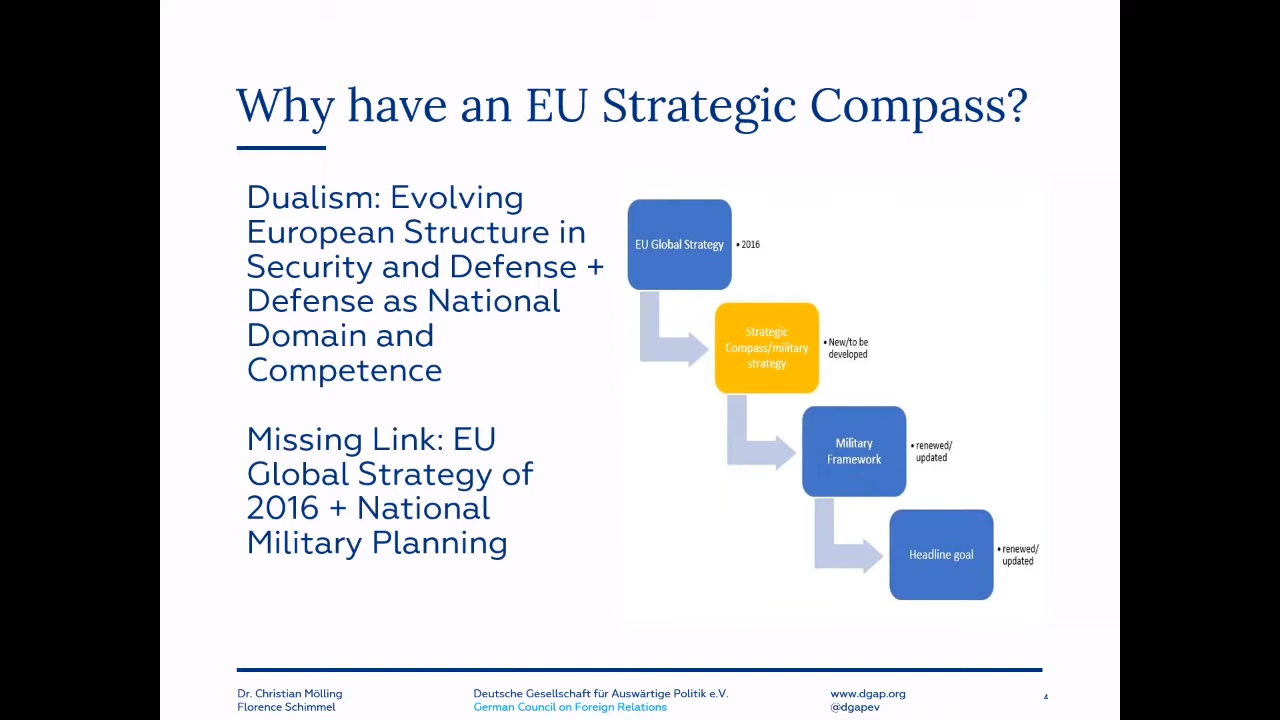 Why have an EU Strategic Compass?
Dualism: Evolving
European Structure in
Security and Defense +
Defense as National
Domain and
Competence
Missing Link: EU
Global Strategy of
2016 + National
Military Planning
EU Global Strategy
• 2016
Strategic
Compass/military
strategy
• New/to be
developed
Military
Framework
• renewed/
updated
Headline goal
• renewed/
updated
Dr. Christian Mölling
Florence Schimmel
Deutsche Gesellschaft für Auswärtige Politik e.V.
German Council on Foreign Relations
www.dgap.org
@dgapev
4